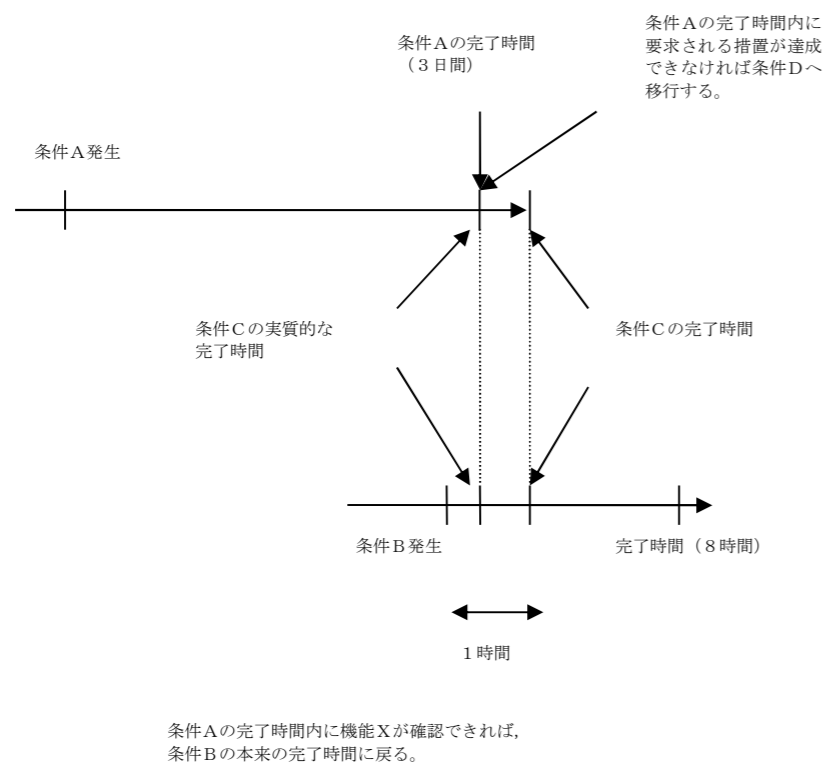 条件Ａの完了時間
（３日間）
条件Ａの完了時間内に
要求される措置が達成
できなければ条件Ｄへ
移行する。
条件Ａ発生
条件Ｃの実質的な
完了時間
条件Ｃの完了時間
条件Ｂ発生
完了時間（８時間）
１時間
条件Ａの完了時間内に機能Ｘが確認できれば，
条件Ｂの本来の完了時間に戻る。